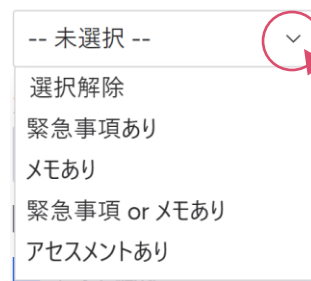 -- 未選択 --
選択解除
緊急事項あり
メモあり
緊急事項 or メモあり
アセスメントあり